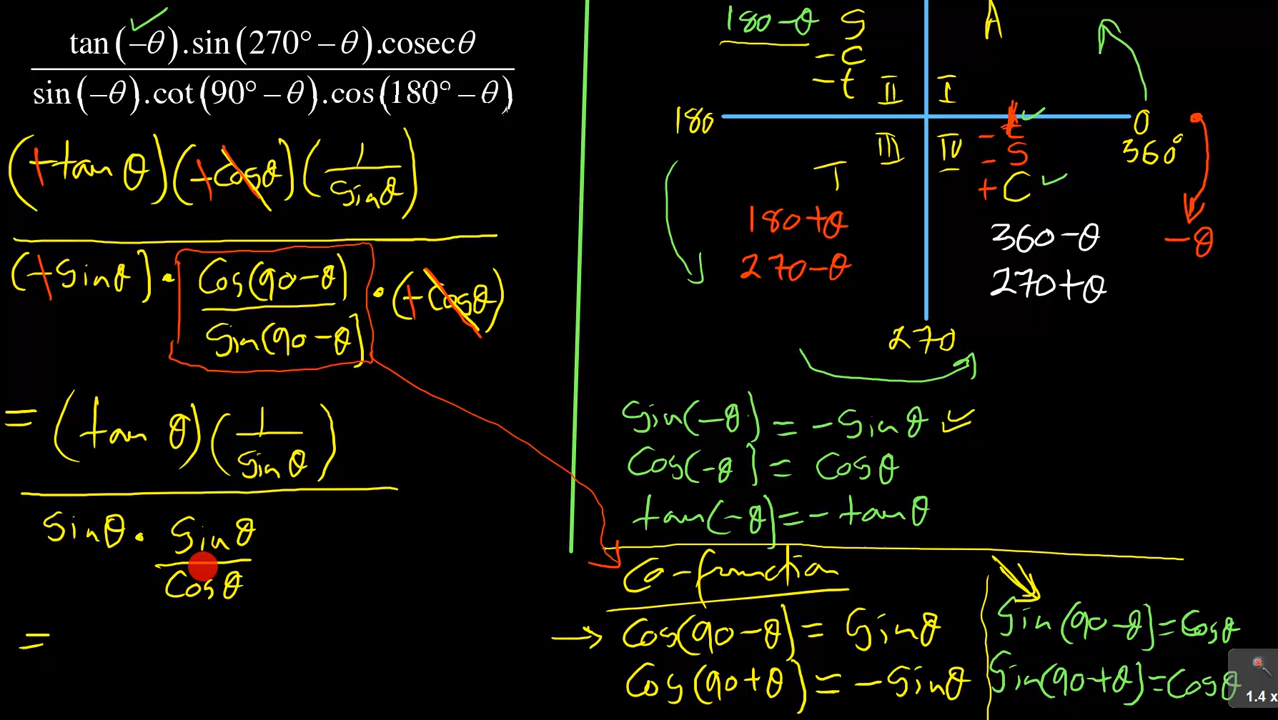 tan(−θ).sin(270° − θ).cosecθ
sin(−θ).cot(90° − θ).cos(180° − θ)
(+tan θ)(+cosθ)(1/sinθ)
(+sinθ) · Cos(90−θ)/Sin(90−θ) · (+cosθ)
= (tan θ)(1/sinθ)
sinθ · Sinθ/Cosθ
=
180−θ S
−C
−t
II
I
A
180
0
360°
III
IV
T
−t
−S
+C
180+θ
270−θ
360−θ
270+θ
−θ
270
Sin(−θ) = −Sinθ
Cos(−θ) = Cosθ
tan(−θ) = −tanθ
Co-function
→ Cos(90−θ) = Sinθ
Cos(90+θ) = −Sinθ
Sin(90−θ)=Cosθ
Sin(90+θ)=Cosθ
1.4 x